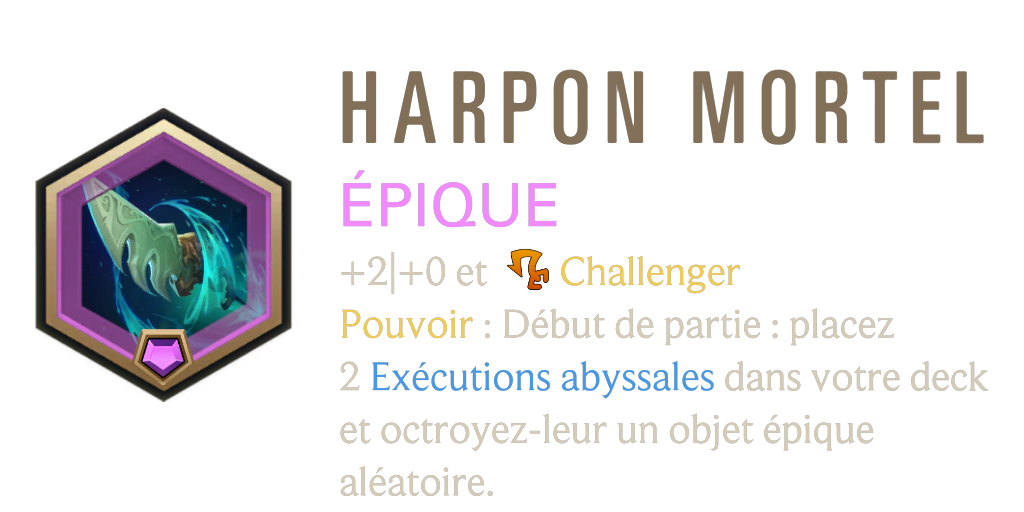 HARPON MORTEL
ÉPIQUE
+2|+0 et Challenger
Pouvoir : Début de partie : placez
2 Exécutions abyssales dans votre deck
et octroyez-leur un objet épique
aléatoire.